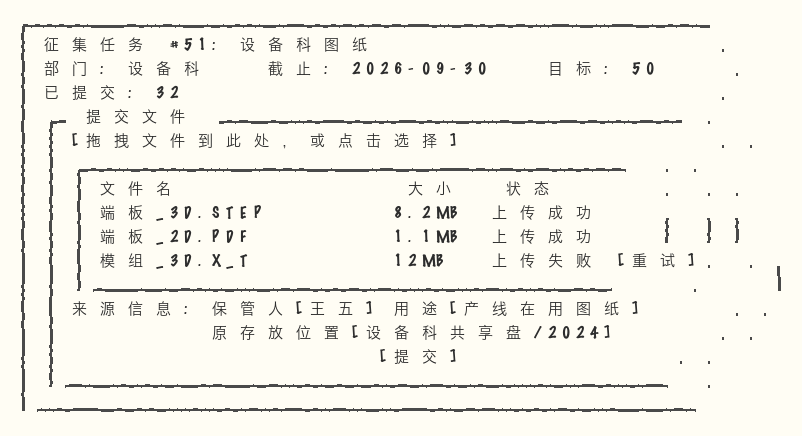 征集任务 #51: 设备科图纸
部门: 设备科 截止: 2026-09-30 目标: 50
已提交: 32
提交文件
[拖拽文件到此处, 或点击选择]
文件名 大小 状态
端板_3D.STEP 8.2MB 上传成功
端板_2D.PDF 1.1MB 上传成功
模组_3D.X_T 12MB 上传失败 [重试]
来源信息: 保管人[王五] 用途[产线在用图纸]
原存放位置[设备科共享盘/2024]
[提交]